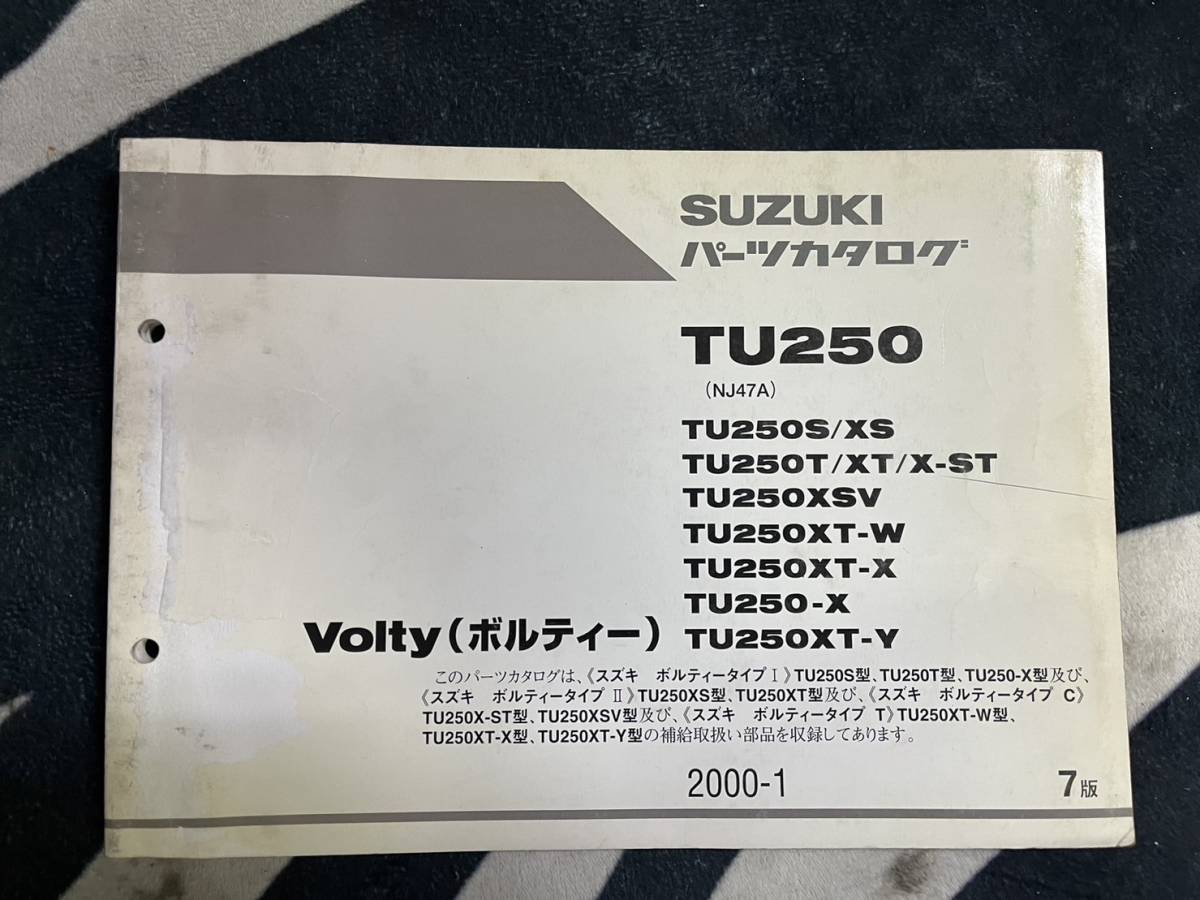 SUZUKI
パーツカタログ
TU250
(NJ47A)
TU250S/XS
TU250T/XT/X-ST
TU250XSV
TU250XT-W
TU250XT-X
TU250-X
Volty(ボルティー) TU250XT-Y
このパーツカタログは、《スズキ ボルティータイプⅠ》TU250S型、TU250T型、TU250-X型及び、
《スズキ ボルティータイプ Ⅱ》TU250XS型、TU250XT型及び、《スズキ ボルティータイプ C》
TU250X-ST型、TU250XSV型及び、《スズキ ボルティータイプ T》TU250XT-W型、
TU250XT-X型、TU250XT-Y型の補給取扱い部品を収録してあります。
2000-1 7版